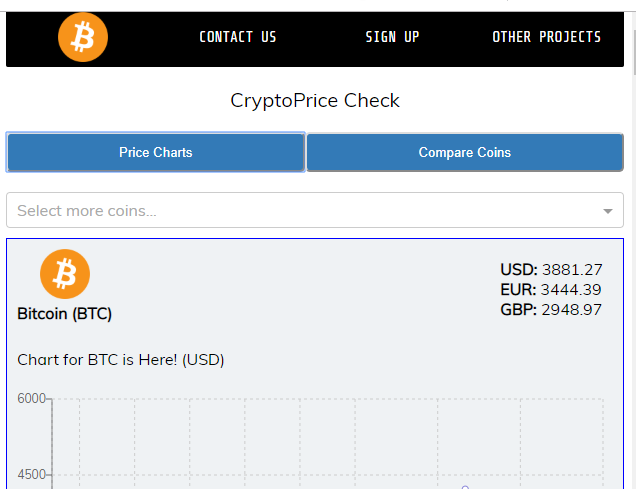 CONTACT US SIGN UP OTHER PROJECTS
CryptoPrice Check
Price Charts Compare Coins
Select more coins...
USD: 3881.27
EUR: 3444.39
GBP: 2948.97
Bitcoin (BTC)
Chart for BTC is Here! (USD)
6000
4500